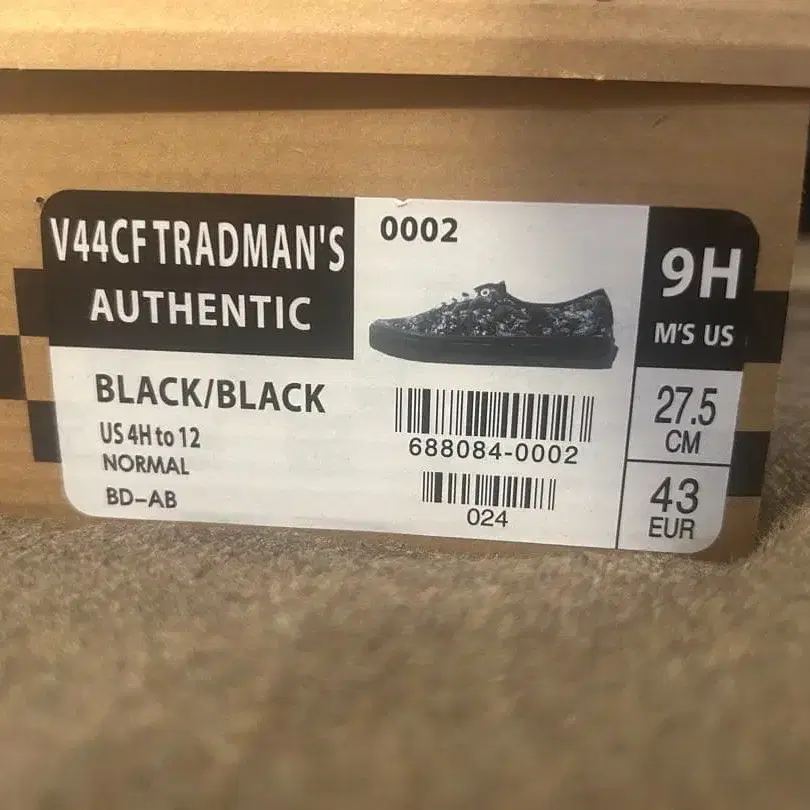 V44CF TRADMAN'S
AUTHENTIC
0002
9H
M'S US
BLACK/BLACK
US 4H to 12
NORMAL
BD-AB
688084-0002
024
27.5
CM
43
EUR